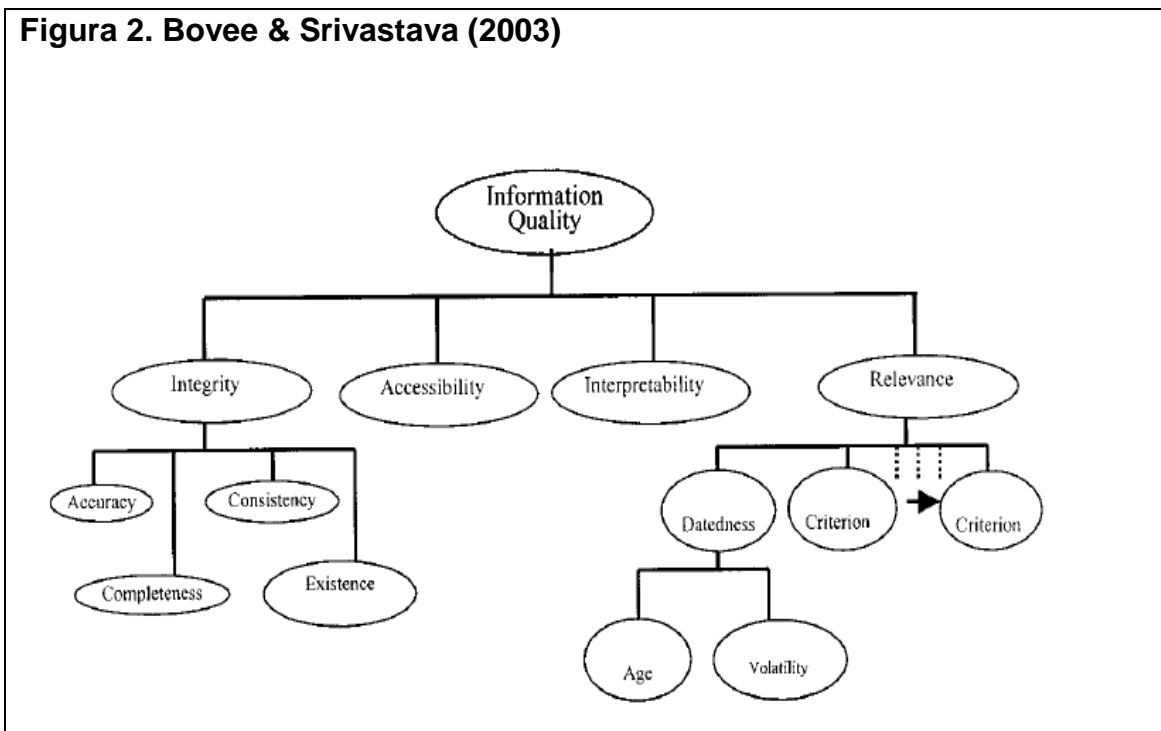 Figura 2. Bovee & Srivastava (2003)
Information
Quality
Integrity
Accessibility
Interpretability
Relevance
Accuracy
Consistency
Completeness
Existence
Datedness
Criterion
Criterion
Age
Volatility